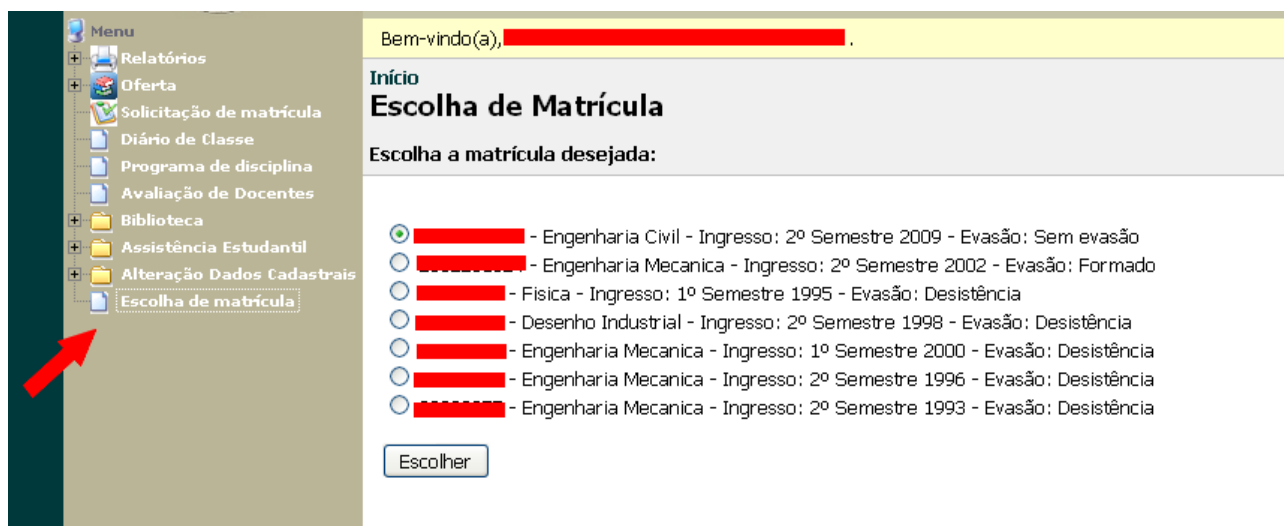 Menu
Relatórios
Oferta
Solicitação de matrícula
Diário de Classe
Programa de disciplina
Avaliação de Docentes
Biblioteca
Assistência Estudantil
Alteração Dados Cadastrais
Escolha de matrícula
Bem-vindo(a), .
Início
Escolha de Matrícula
Escolha a matrícula desejada:
- Engenharia Civil - Ingresso: 2º Semestre 2009 - Evasão: Sem evasão
- Engenharia Mecanica - Ingresso: 2º Semestre 2002 - Evasão: Formado
- Fisica - Ingresso: 1º Semestre 1995 - Evasão: Desistência
- Desenho Industrial - Ingresso: 2º Semestre 1998 - Evasão: Desistência
- Engenharia Mecanica - Ingresso: 1º Semestre 2000 - Evasão: Desistência
- Engenharia Mecanica - Ingresso: 2º Semestre 1996 - Evasão: Desistência
- Engenharia Mecanica - Ingresso: 2º Semestre 1993 - Evasão: Desistência
Escolher